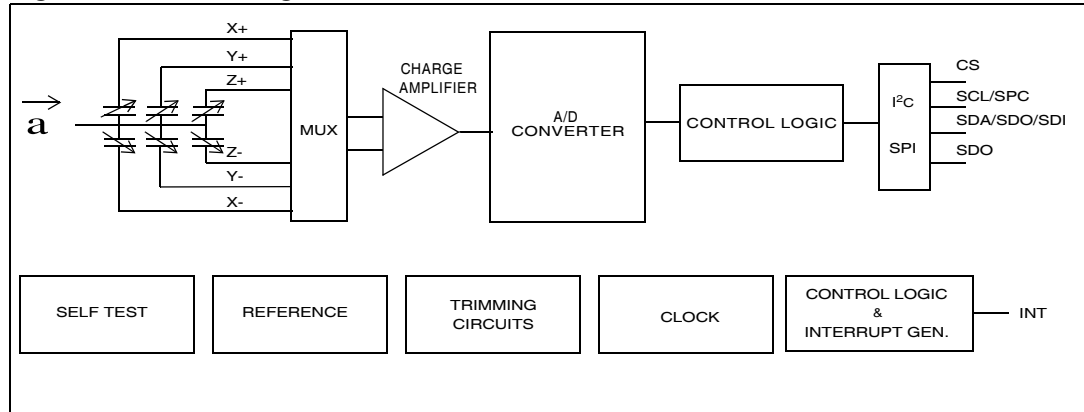 X+
Y+
Z+
CHARGE
AMPLIFIER
a
MUX
A/D
CONVERTER
CONTROL LOGIC
I²C
SPI
CS
SCL/SPC
SDA/SDO/SDI
SDO
Z-
Y-
X-
SELF TEST
REFERENCE
TRIMMING
CIRCUITS
CLOCK
CONTROL LOGIC
&
INTERRUPT GEN.
INT